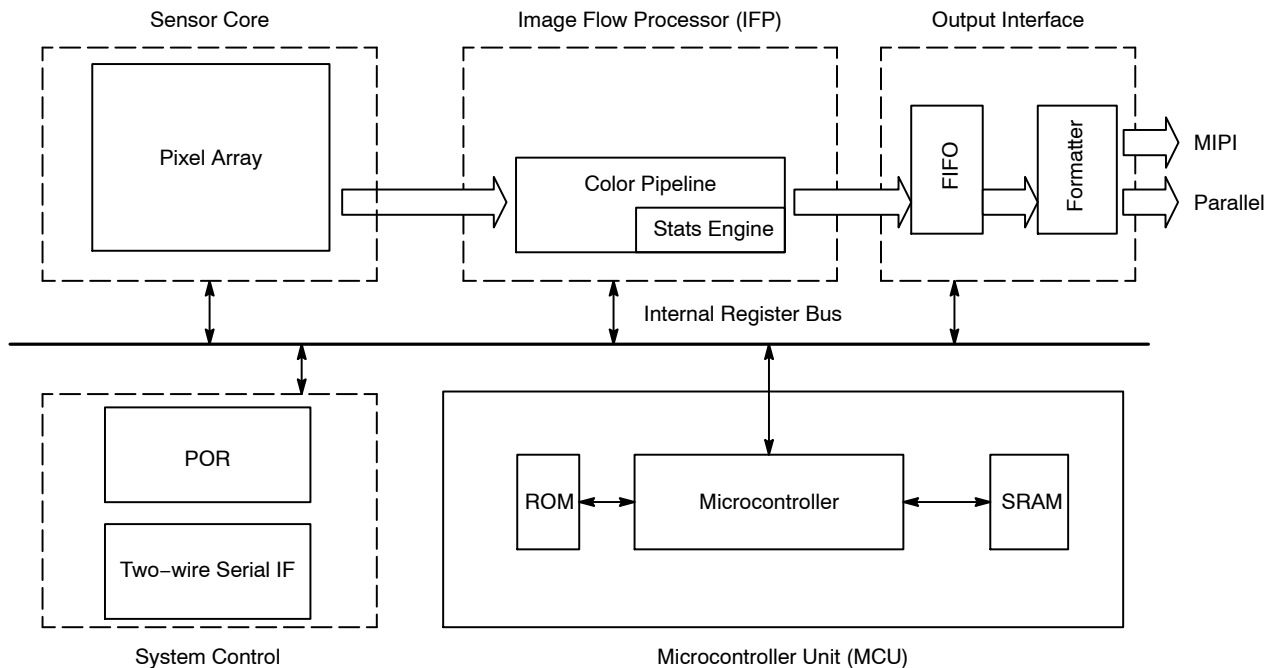 Sensor Core
Image Flow Processor (IFP)
Output Interface
Pixel Array
Color Pipeline
Stats Engine
FIFO
Formatter
MIPI
Parallel
Internal Register Bus
POR
Two−wire Serial IF
System Control
ROM
Microcontroller
SRAM
Microcontroller Unit (MCU)